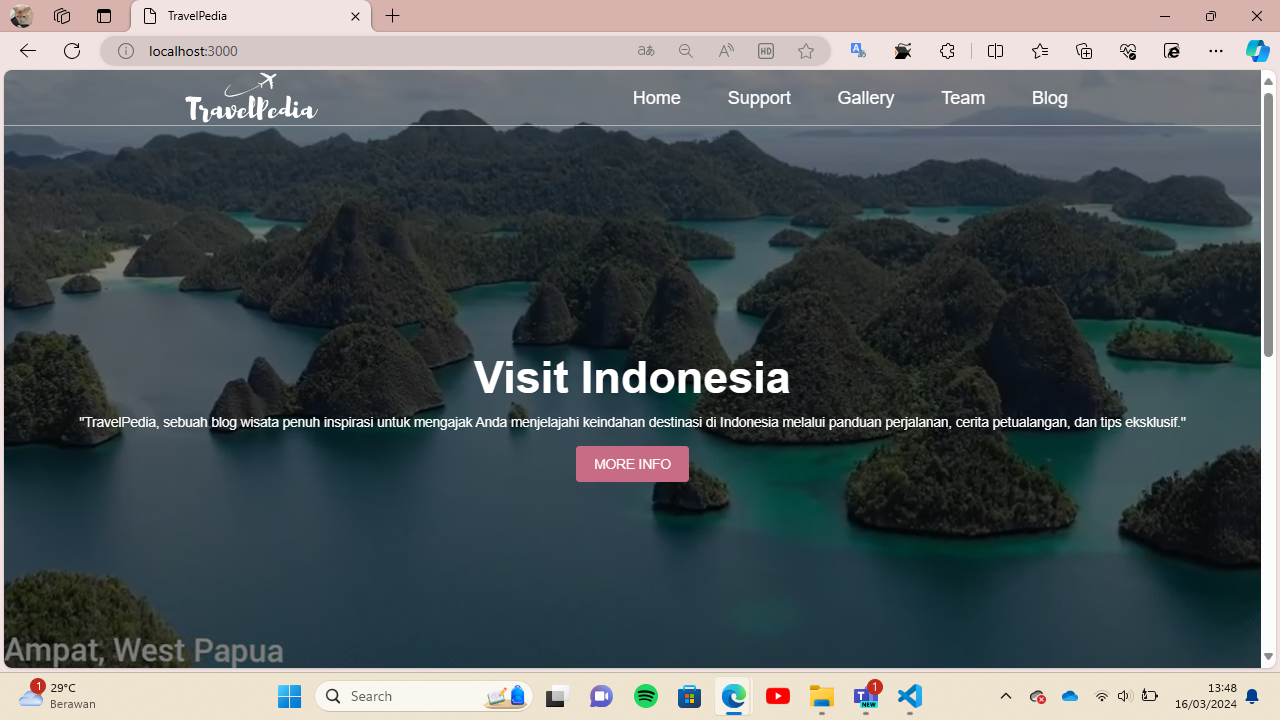 TravelPedia
localhost:3000
TravelPedia
Home Support Gallery Team Blog
Visit Indonesia
"TravelPedia, sebuah blog wisata penuh inspirasi untuk mengajak Anda menjelajahi keindahan destinasi di Indonesia melalui panduan perjalanan, cerita petualangan, dan tips eksklusif."
MORE INFO
Ampat, West Papua
1
29°C
Berawan
Search
1
NEW
13:48
16/03/2024